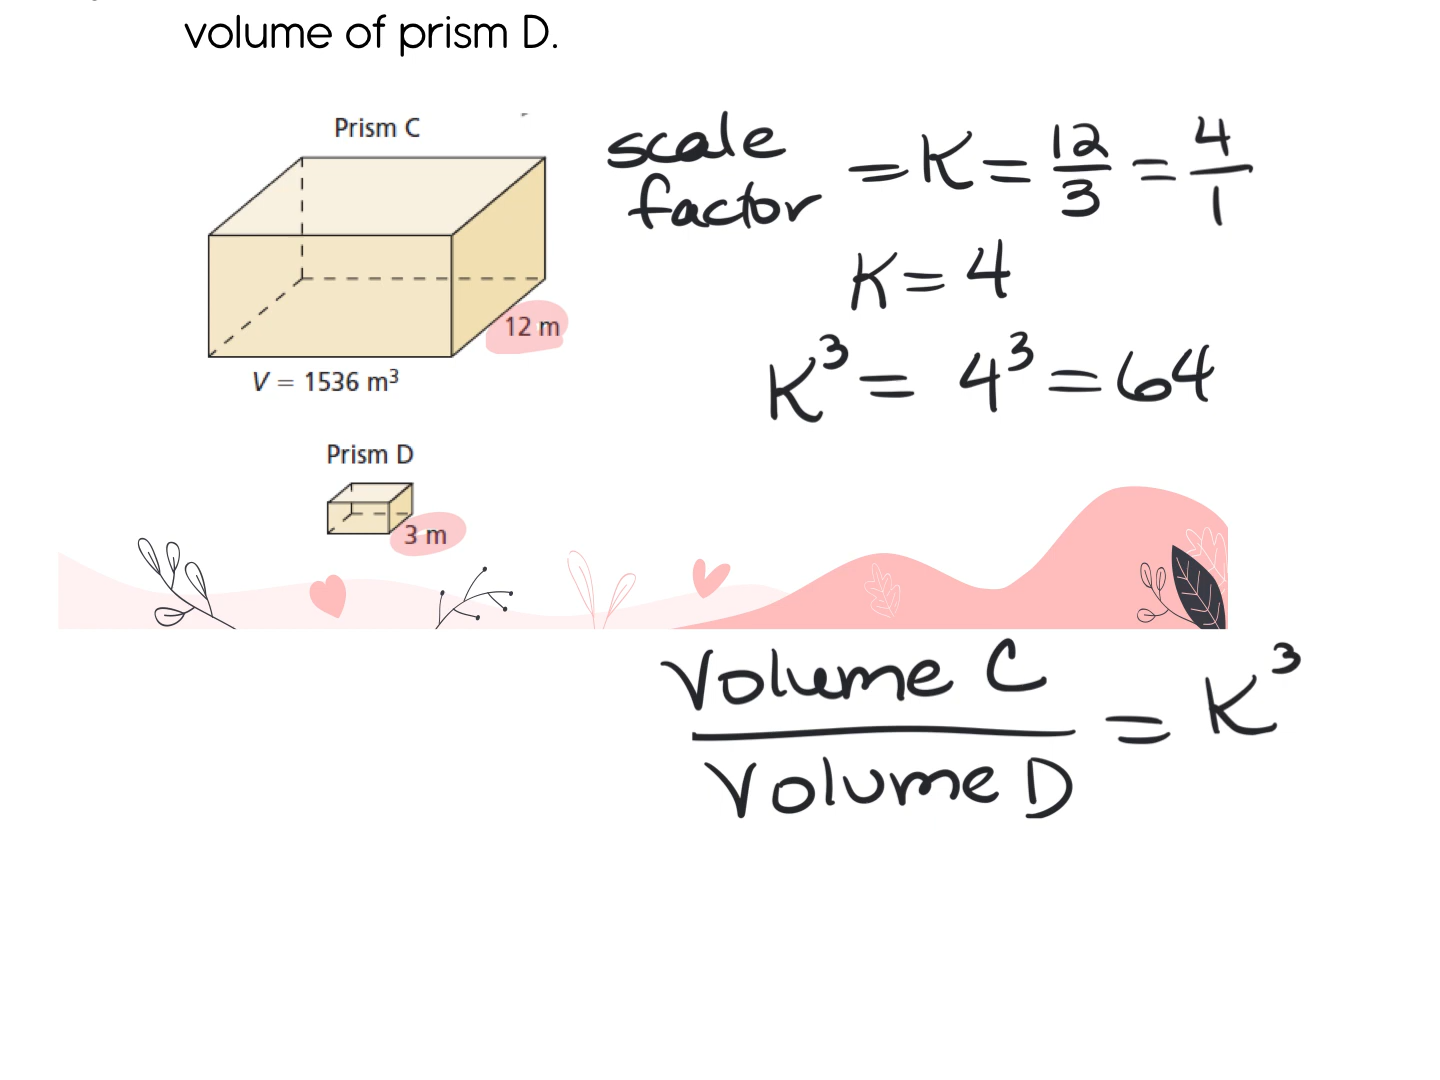 volume of prism D.
Prism C
12 m
V = 1536 m³
Prism D
3 m
scale factor = K = 12/3 = 4/1
K = 4
K³ = 4³ = 64
Volume C / Volume D = K³